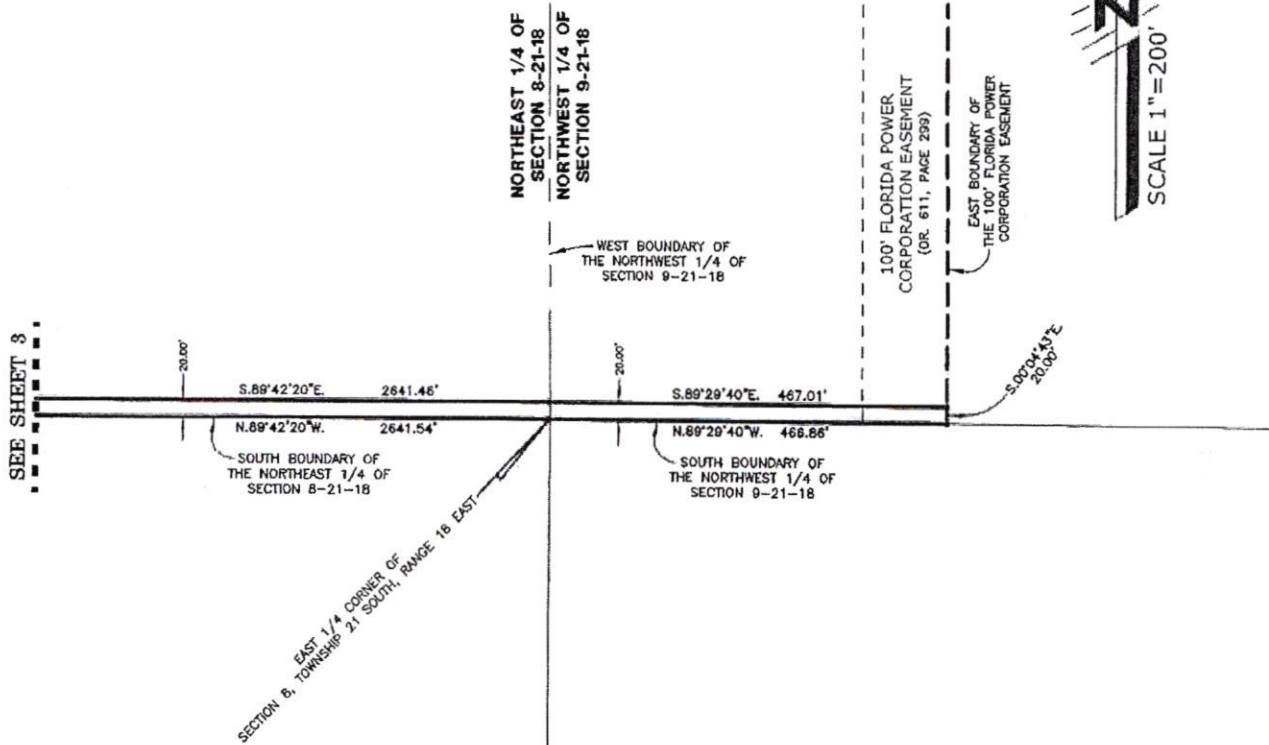 NORTHEAST 1/4 OF
SECTION 8-21-18
NORTHWEST 1/4 OF
SECTION 9-21-18
100' FLORIDA POWER
CORPORATION EASEMENT
(OR. 611, PAGE 299)
EAST BOUNDARY OF
THE 100' FLORIDA POWER
CORPORATION EASEMENT
N
SCALE 1"=200'
WEST BOUNDARY OF
THE NORTHWEST 1/4 OF
SECTION 9-21-18
SEE SHEET 3
20.00'
S.89°42'20"E. 2641.46'
N.89°42'20"W. 2641.54'
SOUTH BOUNDARY OF
THE NORTHEAST 1/4 OF
SECTION 8-21-18
20.00'
S.89°29'40"E. 467.01'
N.89°29'40"W. 466.86'
SOUTH BOUNDARY OF
THE NORTHWEST 1/4 OF
SECTION 9-21-18
S.00°04'43"E.
20.00'
EAST 1/4 CORNER OF
SECTION 8, TOWNSHIP 21 SOUTH, RANGE 18 EAST